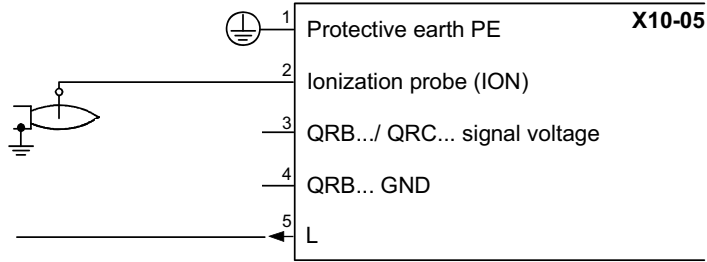 X10-05
1 Protective earth PE
2 Ionization probe (ION)
3 QRB.../ QRC... signal voltage
4 QRB... GND
5 L